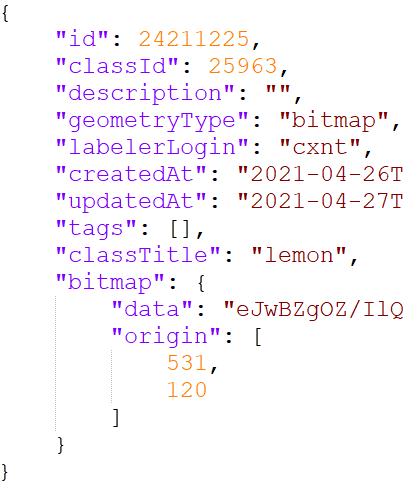 {
    "id": 24211225,
    "classId": 25963,
    "description": "",
    "geometryType": "bitmap",
    "labelerLogin": "cxnt",
    "createdAt": "2021-04-26T
    "updatedAt": "2021-04-27T
    "tags": [],
    "classTitle": "lemon",
    "bitmap": {
        "data": "eJwBZgOZ/IlQ
        "origin": [
            531,
            120
        ]
    }
}